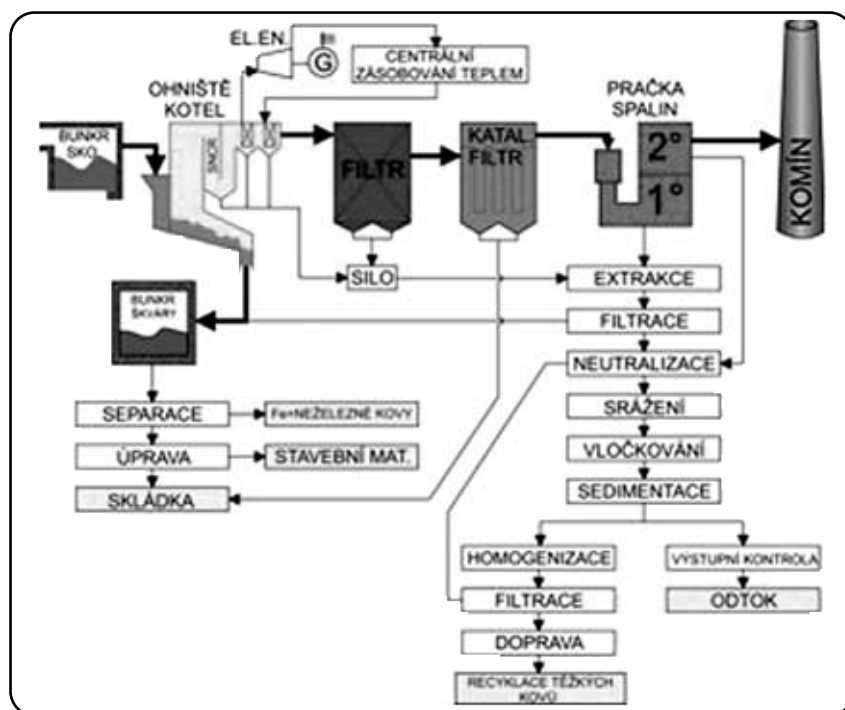 EL.EN.
G
CENTRÁLNÍ
ZÁSOBOVÁNÍ TEPLEM
OHNIŠTĚ
KOTEL
PRAČKA
SPALIN
BUNKR
SKO
SNCR
FILTR
KATAL.
FILTR
2°
1°
KOMÍN
SILO
EXTRAKCE
BUNKR
ŠKVÁRY
FILTRACE
NEUTRALIZACE
SEPARACE
Fe+NEŽELEZNÉ KOVY
SRÁŽENÍ
ÚPRAVA
STAVEBNÍ MAT.
VLOČKOVÁNÍ
SKLÁDKA
SEDIMENTACE
HOMOGENIZACE
VÝSTUPNÍ KONTROLA
FILTRACE
ODTOK
DOPRAVA
RECYKLACE TĚŽKÝCH
KOVŮ